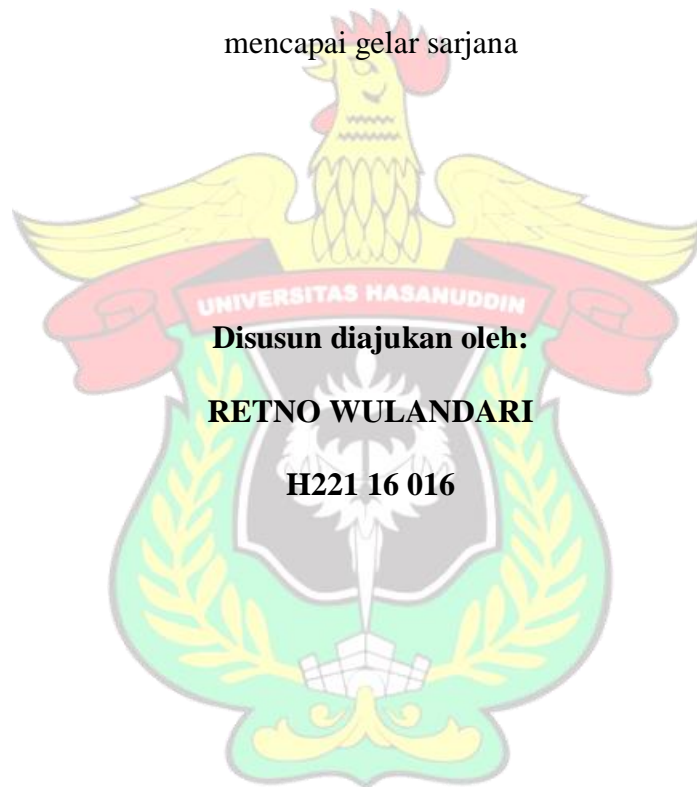 mencapai gelar sarjana
UNIVERSITAS HASANUDDIN
Disusun diajukan oleh:
RETNO WULANDARI
H221 16 016